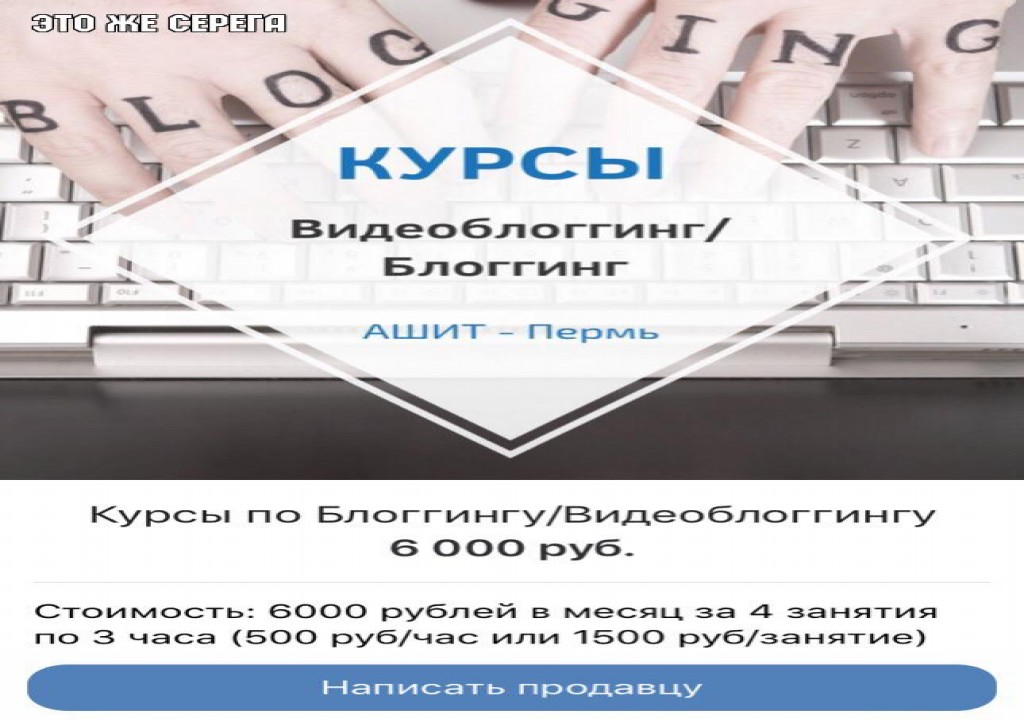 ЭТО ЖЕ СЕРЕГА
B L O G G I N G
КУРСЫ
Видеоблоггинг/
Блоггинг
АШИТ - Пермь
Курсы по Блоггингу/Видеоблоггингу
6 000 руб.
Стоимость: 6000 рублей в месяц за 4 занятия
по 3 часа (500 руб/час или 1500 руб/занятие)
Написать продавцу